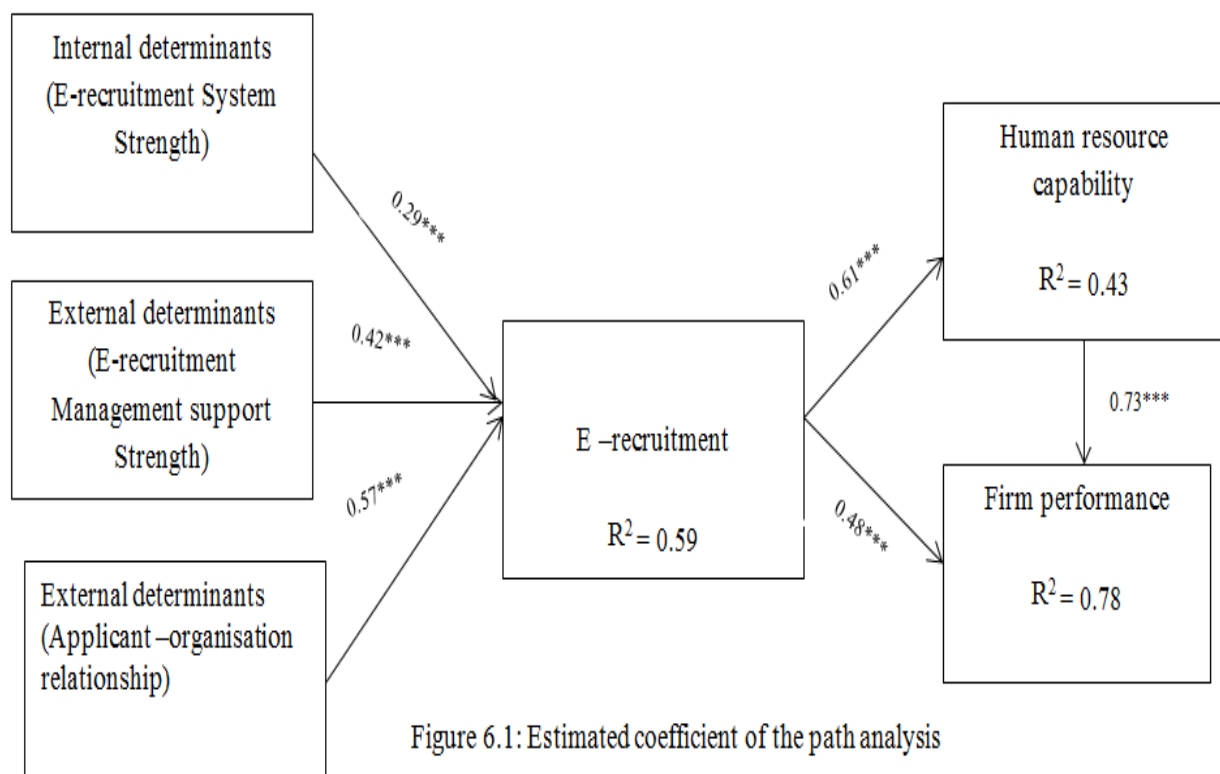 Internal determinants
(E-recruitment System
Strength)
0.29***
External determinants
(E-recruitment
Management support
Strength)
0.42***
External determinants
(Applicant –organisation
relationship)
0.57***
E –recruitment
R² = 0.59
0.61***
0.48***
Human resource
capability
R² = 0.43
0.73***
Firm performance
R² = 0.78
Figure 6.1: Estimated coefficient of the path analysis